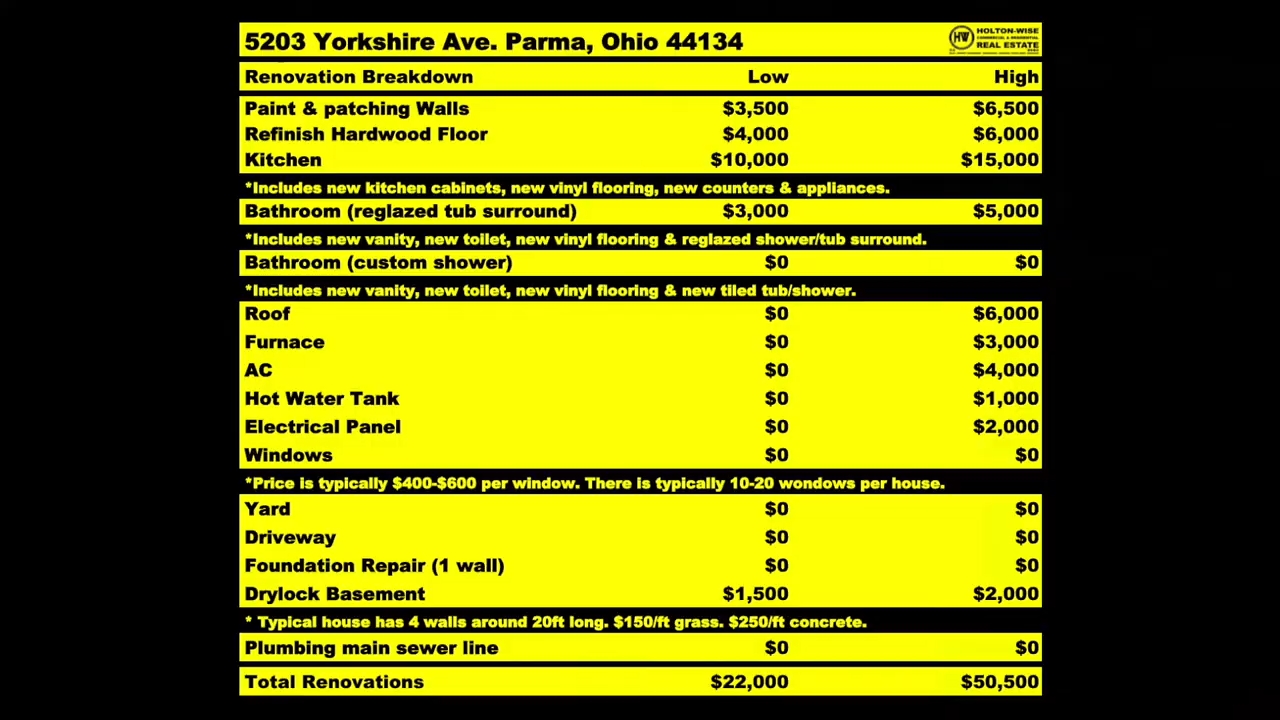 5203 Yorkshire Ave. Parma, Ohio 44134
HW HOLTON-WISE
COMMERCIAL & RESIDENTIAL
REAL ESTATE
Renovation Breakdown Low High
Paint & patching Walls $3,500 $6,500
Refinish Hardwood Floor $4,000 $6,000
Kitchen $10,000 $15,000
*Includes new kitchen cabinets, new vinyl flooring, new counters & appliances.
Bathroom (reglazed tub surround) $3,000 $5,000
*Includes new vanity, new toilet, new vinyl flooring & reglazed shower/tub surround.
Bathroom (custom shower) $0 $0
*Includes new vanity, new toilet, new vinyl flooring & new tiled tub/shower.
Roof $0 $6,000
Furnace $0 $3,000
AC $0 $4,000
Hot Water Tank $0 $1,000
Electrical Panel $0 $2,000
Windows $0 $0
*Price is typically $400-$600 per window. There is typically 10-20 wondows per house.
Yard $0 $0
Driveway $0 $0
Foundation Repair (1 wall) $0 $0
Drylock Basement $1,500 $2,000
* Typical house has 4 walls around 20ft long. $150/ft grass. $250/ft concrete.
Plumbing main sewer line $0 $0
Total Renovations $22,000 $50,500